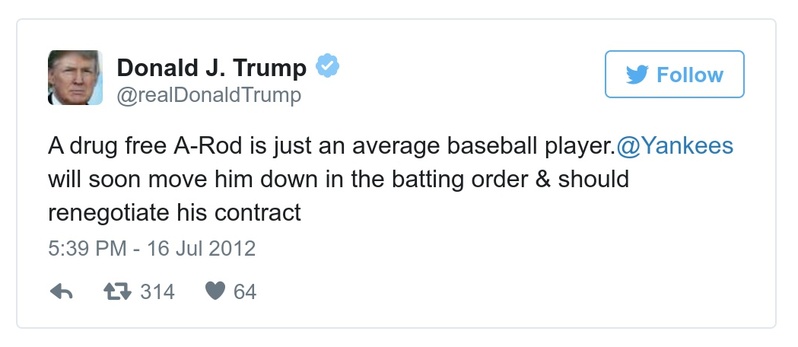 Donald J. Trump
@realDonaldTrump
Follow
A drug free A-Rod is just an average baseball player.@Yankees
will soon move him down in the batting order & should
renegotiate his contract
5:39 PM - 16 Jul 2012
314 64